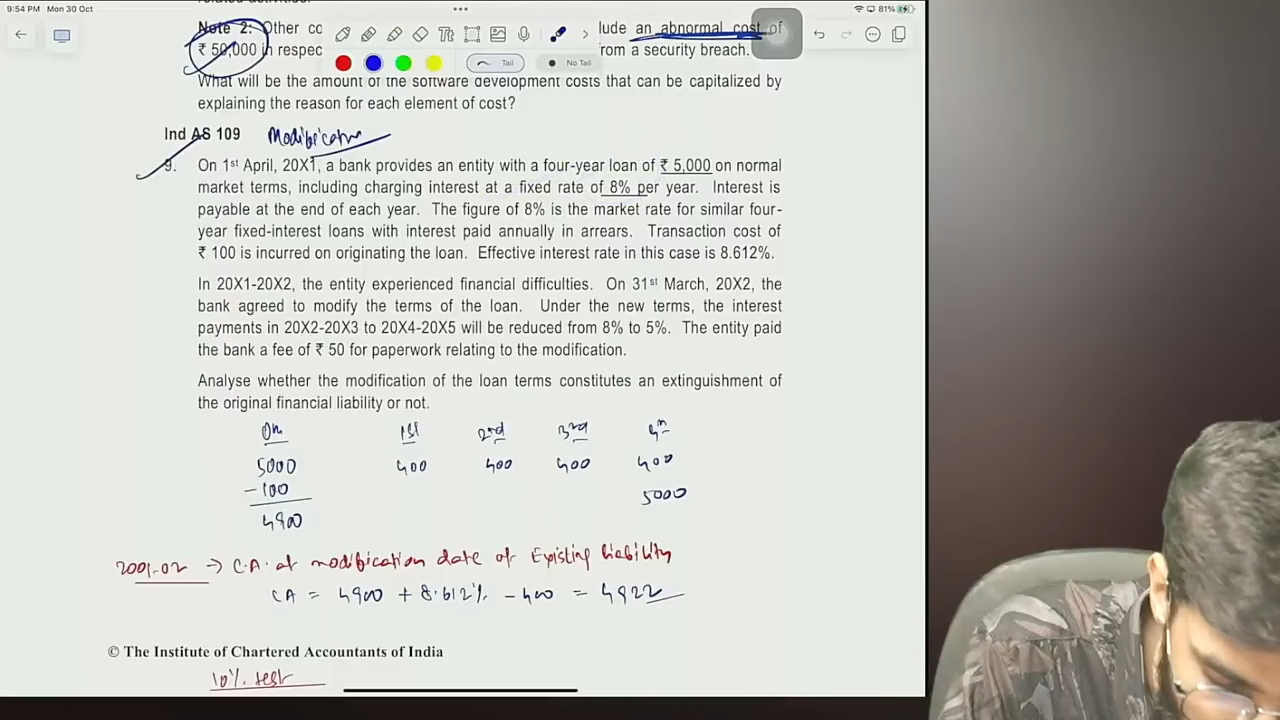 9:54 PM Mon 30 Oct
81%
Note 2: Other co lude an abnormal cost of
₹ 50,000 in respec from a security breach.
Tail
No Tail
What will be the amount of the software development costs that can be capitalized by
explaining the reason for each element of cost?
Ind AS 109
9. On 1st April, 20X1, a bank provides an entity with a four-year loan of ₹ 5,000 on normal
market terms, including charging interest at a fixed rate of 8% per year. Interest is
payable at the end of each year. The figure of 8% is the market rate for similar four-
year fixed-interest loans with interest paid annually in arrears. Transaction cost of
₹ 100 is incurred on originating the loan. Effective interest rate in this case is 8.612%.
In 20X1-20X2, the entity experienced financial difficulties. On 31st March, 20X2, the
bank agreed to modify the terms of the loan. Under the new terms, the interest
payments in 20X2-20X3 to 20X4-20X5 will be reduced from 8% to 5%. The entity paid
the bank a fee of ₹ 50 for paperwork relating to the modification.
Analyse whether the modification of the loan terms constitutes an extinguishment of
the original financial liability or not.
1st 2nd 3rd 4th
5000 400 400 400 400
-100 5000
4900
2001-02 → C.A. at modification date of Existing liability
CA = 4900 + 8.612% - 400 = 4922
© The Institute of Chartered Accountants of India
10% test